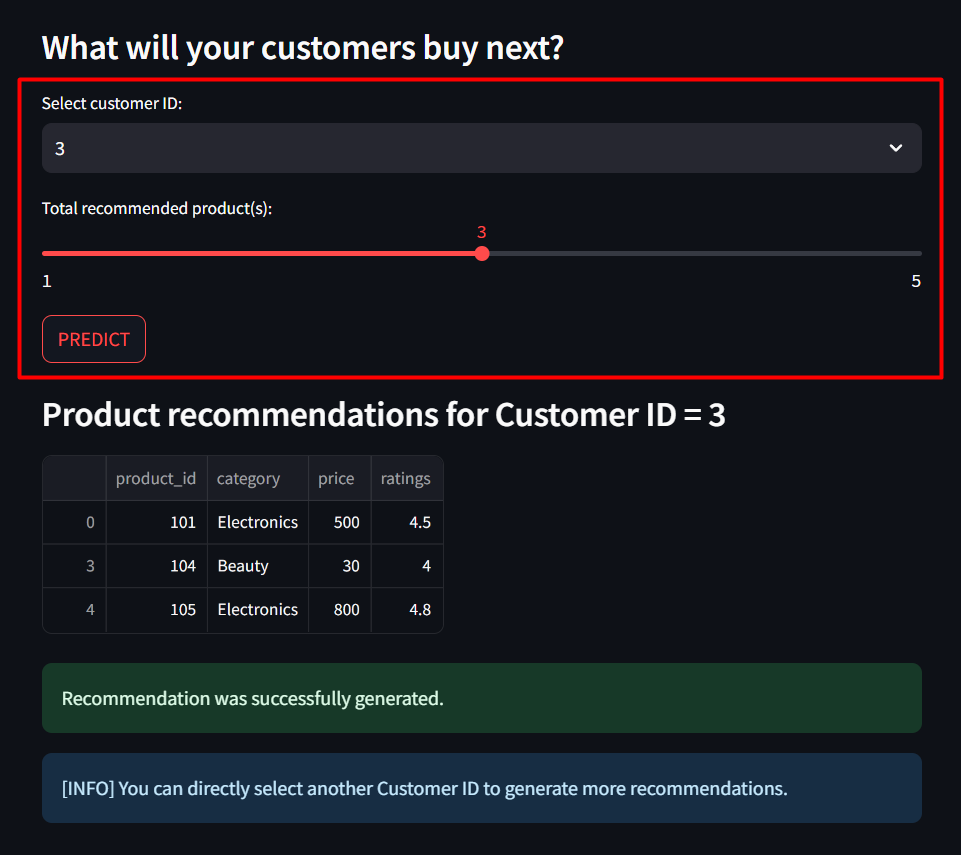 What will your customers buy next?
Select customer ID:
3
Total recommended product(s):
3
1 5
PREDICT
Product recommendations for Customer ID = 3
product_id category price ratings
0 101 Electronics 500 4.5
3 104 Beauty 30 4
4 105 Electronics 800 4.8
Recommendation was successfully generated.
[INFO] You can directly select another Customer ID to generate more recommendations.